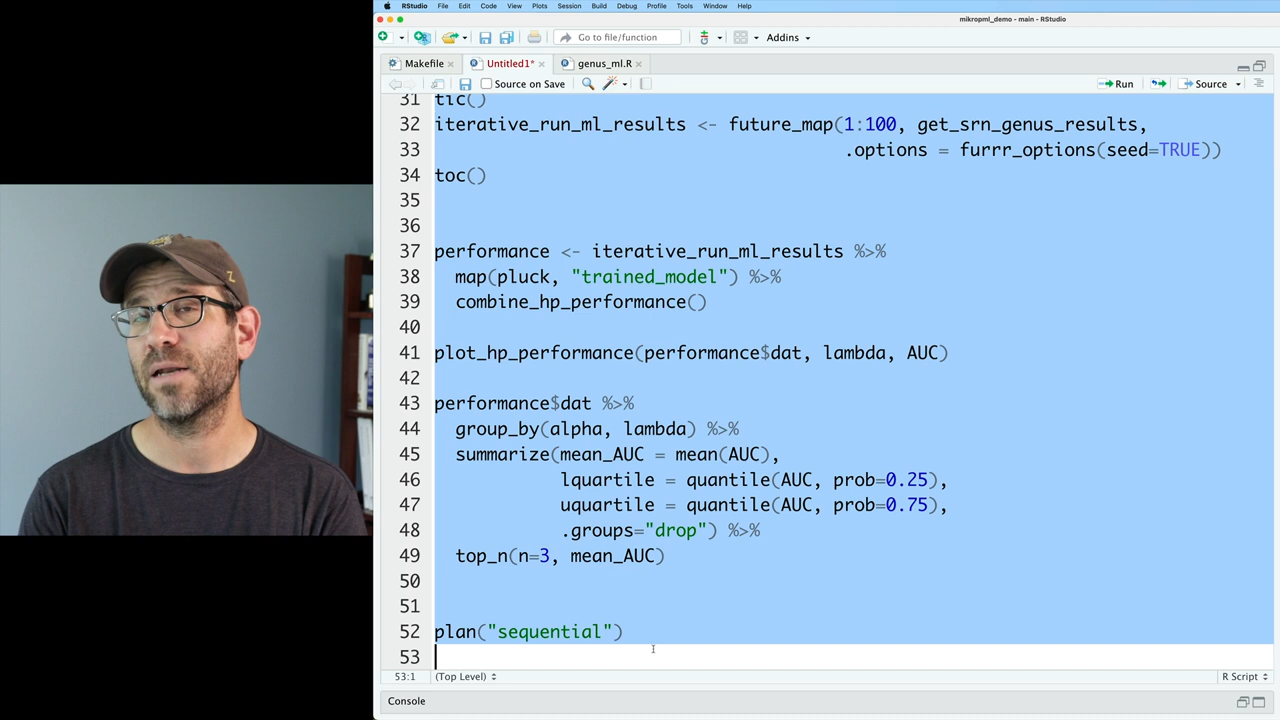 RStudio File Edit Code View Plots Session Build Debug Profile Tools Window Help
mikropml_demo - main - RStudio
Go to file/function Addins
Makefile Untitled1* genus_ml.R
Source on Save Run Source
31 tic()
32 iterative_run_ml_results <- future_map(1:100, get_srn_genus_results,
33 .options = furrr_options(seed=TRUE))
34 toc()
35
36
37 performance <- iterative_run_ml_results %>%
38 map(pluck, "trained_model") %>%
39 combine_hp_performance()
40
41 plot_hp_performance(performance$dat, lambda, AUC)
42
43 performance$dat %>%
44 group_by(alpha, lambda) %>%
45 summarize(mean_AUC = mean(AUC),
46 lquartile = quantile(AUC, prob=0.25),
47 uquartile = quantile(AUC, prob=0.75),
48 .groups="drop") %>%
49 top_n(n=3, mean_AUC)
50
51
52 plan("sequential")
53
53:1 (Top Level) R Script
Console